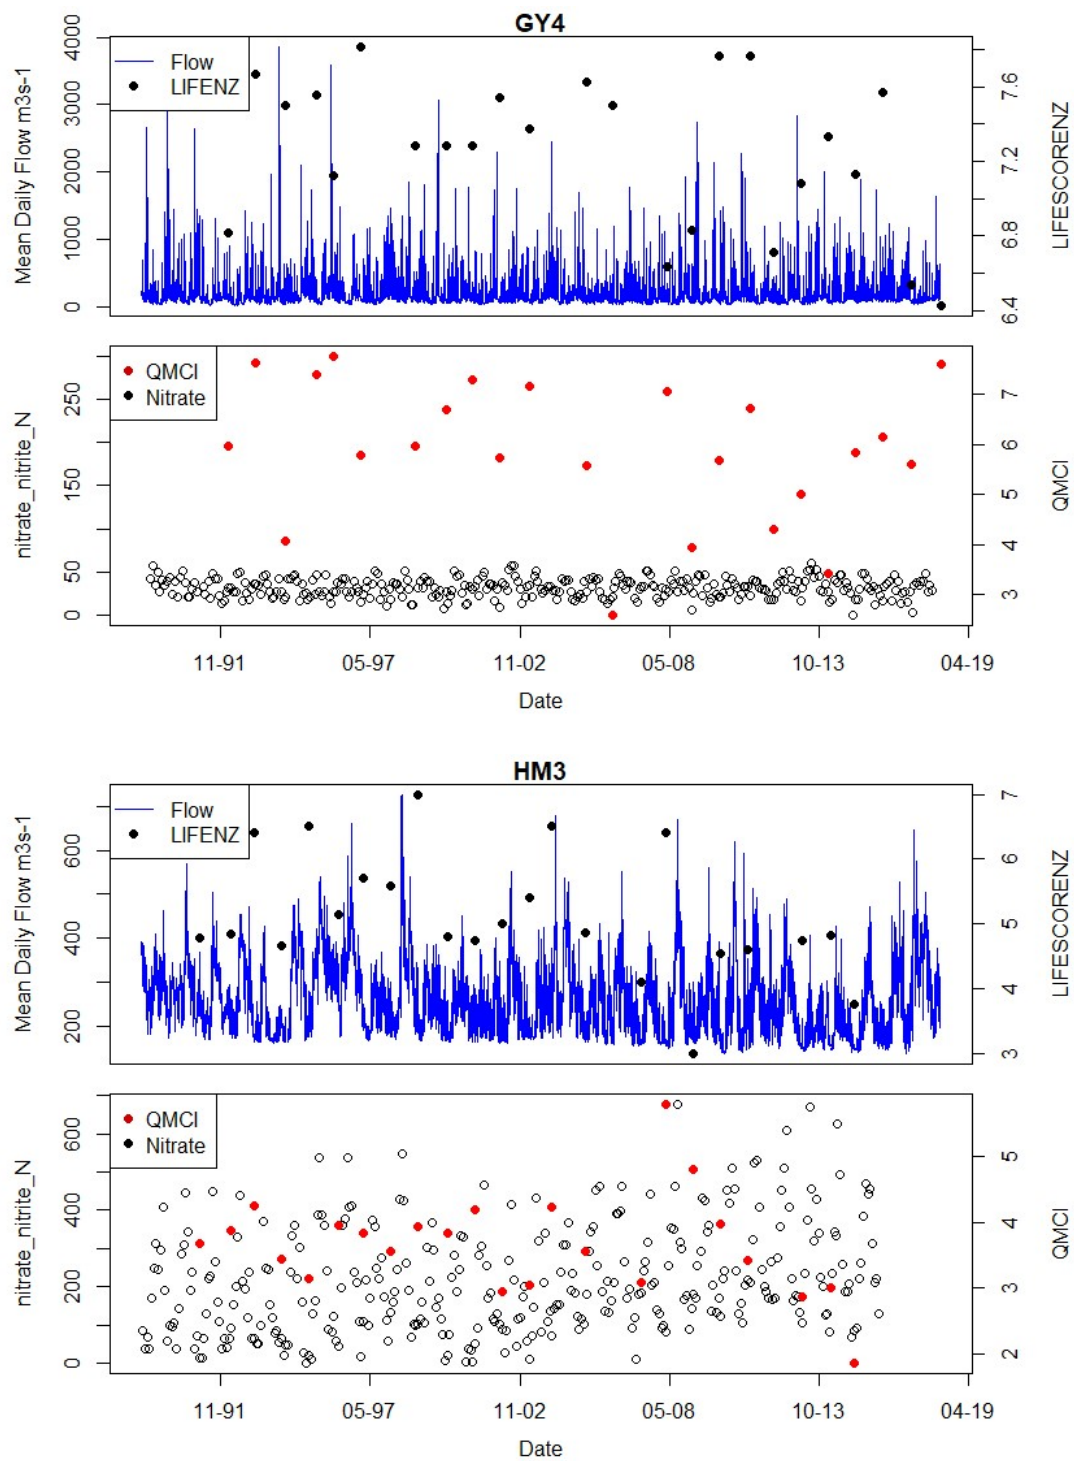 GY4
Mean Daily Flow m3s-1
4000
3000
2000
1000
0
Flow
LIFENZ
7.6
7.2
6.8
6.4
LIFESCORENZ
nitrate_nitrite_N
250
150
50
0
QMCI
Nitrate
7
6
5
4
3
QMCI
11-91 05-97 11-02 05-08 10-13 04-19
Date
HM3
Mean Daily Flow m3s-1
600
400
200
Flow
LIFENZ
7
6
5
4
3
LIFESCORENZ
nitrate_nitrite_N
600
400
200
0
QMCI
Nitrate
5
4
3
2
QMCI
11-91 05-97 11-02 05-08 10-13 04-19
Date